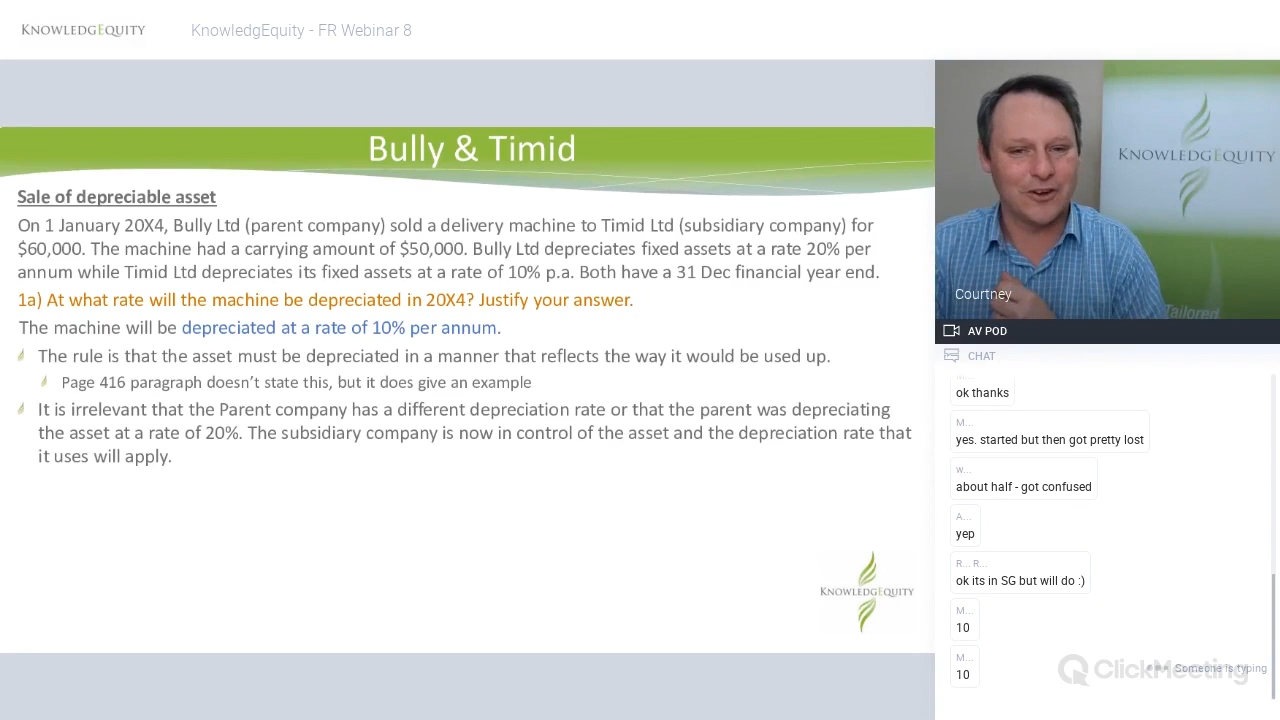 KNOWLEDGEQUITY
KnowledgEquity - FR Webinar 8
Bully & Timid
Sale of depreciable asset
On 1 January 20X4, Bully Ltd (parent company) sold a delivery machine to Timid Ltd (subsidiary company) for
$60,000. The machine had a carrying amount of $50,000. Bully Ltd depreciates fixed assets at a rate 20% per
annum while Timid Ltd depreciates its fixed assets at a rate of 10% p.a. Both have a 31 Dec financial year end.
1a) At what rate will the machine be depreciated in 20X4? Justify your answer.
The machine will be depreciated at a rate of 10% per annum.
The rule is that the asset must be depreciated in a manner that reflects the way it would be used up.
Page 416 paragraph doesn't state this, but it does give an example
It is irrelevant that the Parent company has a different depreciation rate or that the parent was depreciating
the asset at a rate of 20%. The subsidiary company is now in control of the asset and the depreciation rate that
it uses will apply.
KNOWLEDGEQUITY
KNOWLEDGEQUITY
Tailored
Courtney
AV POD
CHAT
M...
ok thanks
M...
yes. started but then got pretty lost
w...
about half - got confused
A...
yep
R... R...
ok its in SG but will do :)
M...
10
M...
10
ClickMeeting
Someone is typing